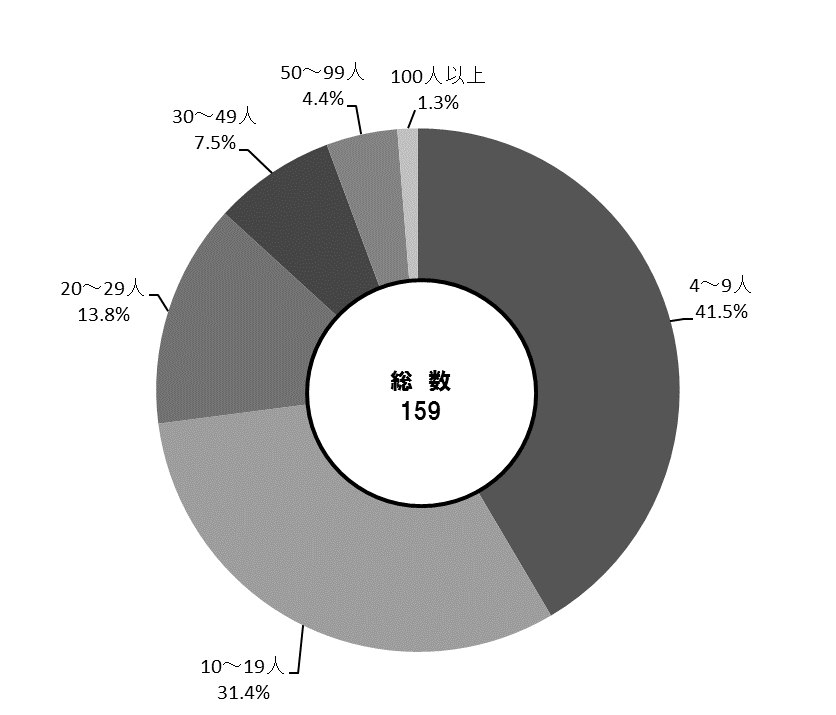 50～99人
4.4%
100人以上
1.3%
30～49人
7.5%
20～29人
13.8%
4～9人
41.5%
総　数
159
10～19人
31.4%